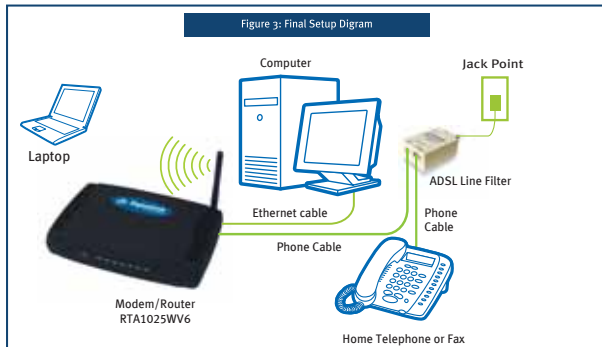 Figure 3: Final Setup Digram
Computer
Jack Point
Laptop
ADSL Line Filter
Ethernet cable
Phone
Cable
Phone Cable
Modem/Router
RTA1025WV6
Home Telephone or Fax